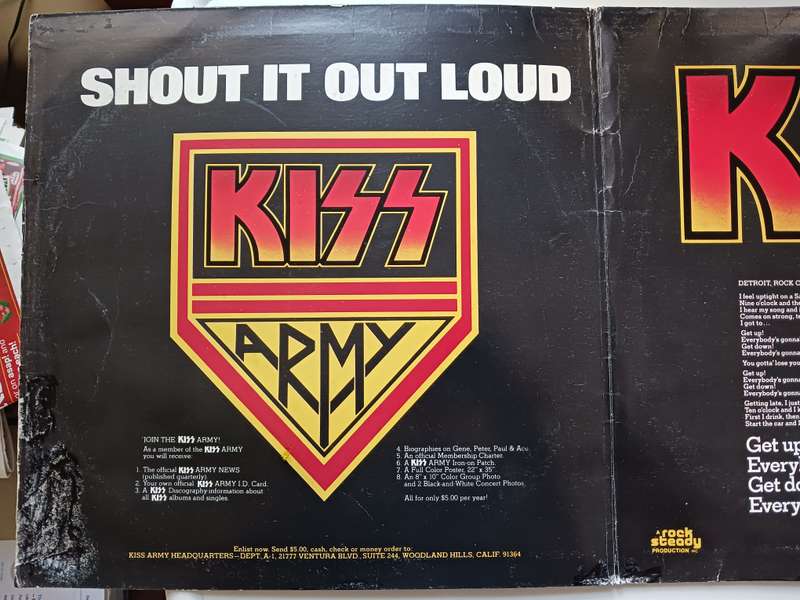 SHOUT IT OUT LOUD
KISS
ARMY
JOIN THE KISS ARMY!
As a member of the KISS ARMY
you will receive:
1. The official KISS ARMY NEWS
(published quarterly)
2. Your own official KISS ARMY I.D. Card.
3. A KISS Discography information about
all KISS albums and singles.
4. Biographies on Gene, Peter, Paul & Ace.
5. An official Membership Charter.
6. A KISS ARMY Iron-on Patch.
7. A Full Color Poster, 22" x 35"
8. An 8" x 10" Color Group Photo
and 2 Black-and-White Concert Photos.
All for only $5.00 per year!
Enlist now. Send $5.00, cash, check or money order to:
KISS ARMY HEADQUARTERS—DEPT. A-1, 21777 VENTURA BLVD., SUITE 244, WOODLAND HILLS, CALIF. 91364
K
DETROIT, ROCK C
I feel uptight on a Sa
Nine o'clock and the
I hear my song and i
Comes on strong, te
I got to...
Get up!
Everybody's gonna
Get down!
Everybody's gonna
You gotta' lose you
Get up!
Everybody's gonna
Get down!
Everybody's gonna
Getting late, I just
Ten o'clock and I k
First I drink, then
Start the car and I
Get up
Every
Get do
Every
A rock
steady
PRODUCTION INC
each!
on asap! and